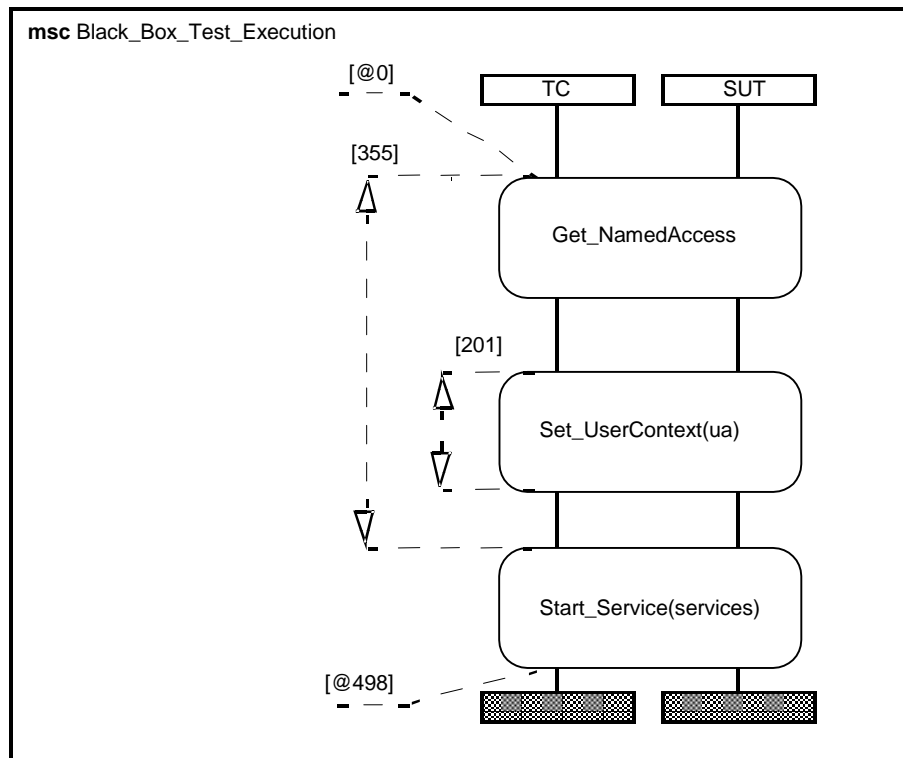 msc Black_Box_Test_Execution
[@0]
TC
SUT
[355]
Get_NamedAccess
[201]
Set_UserContext(ua)
Start_Service(services)
[@498]